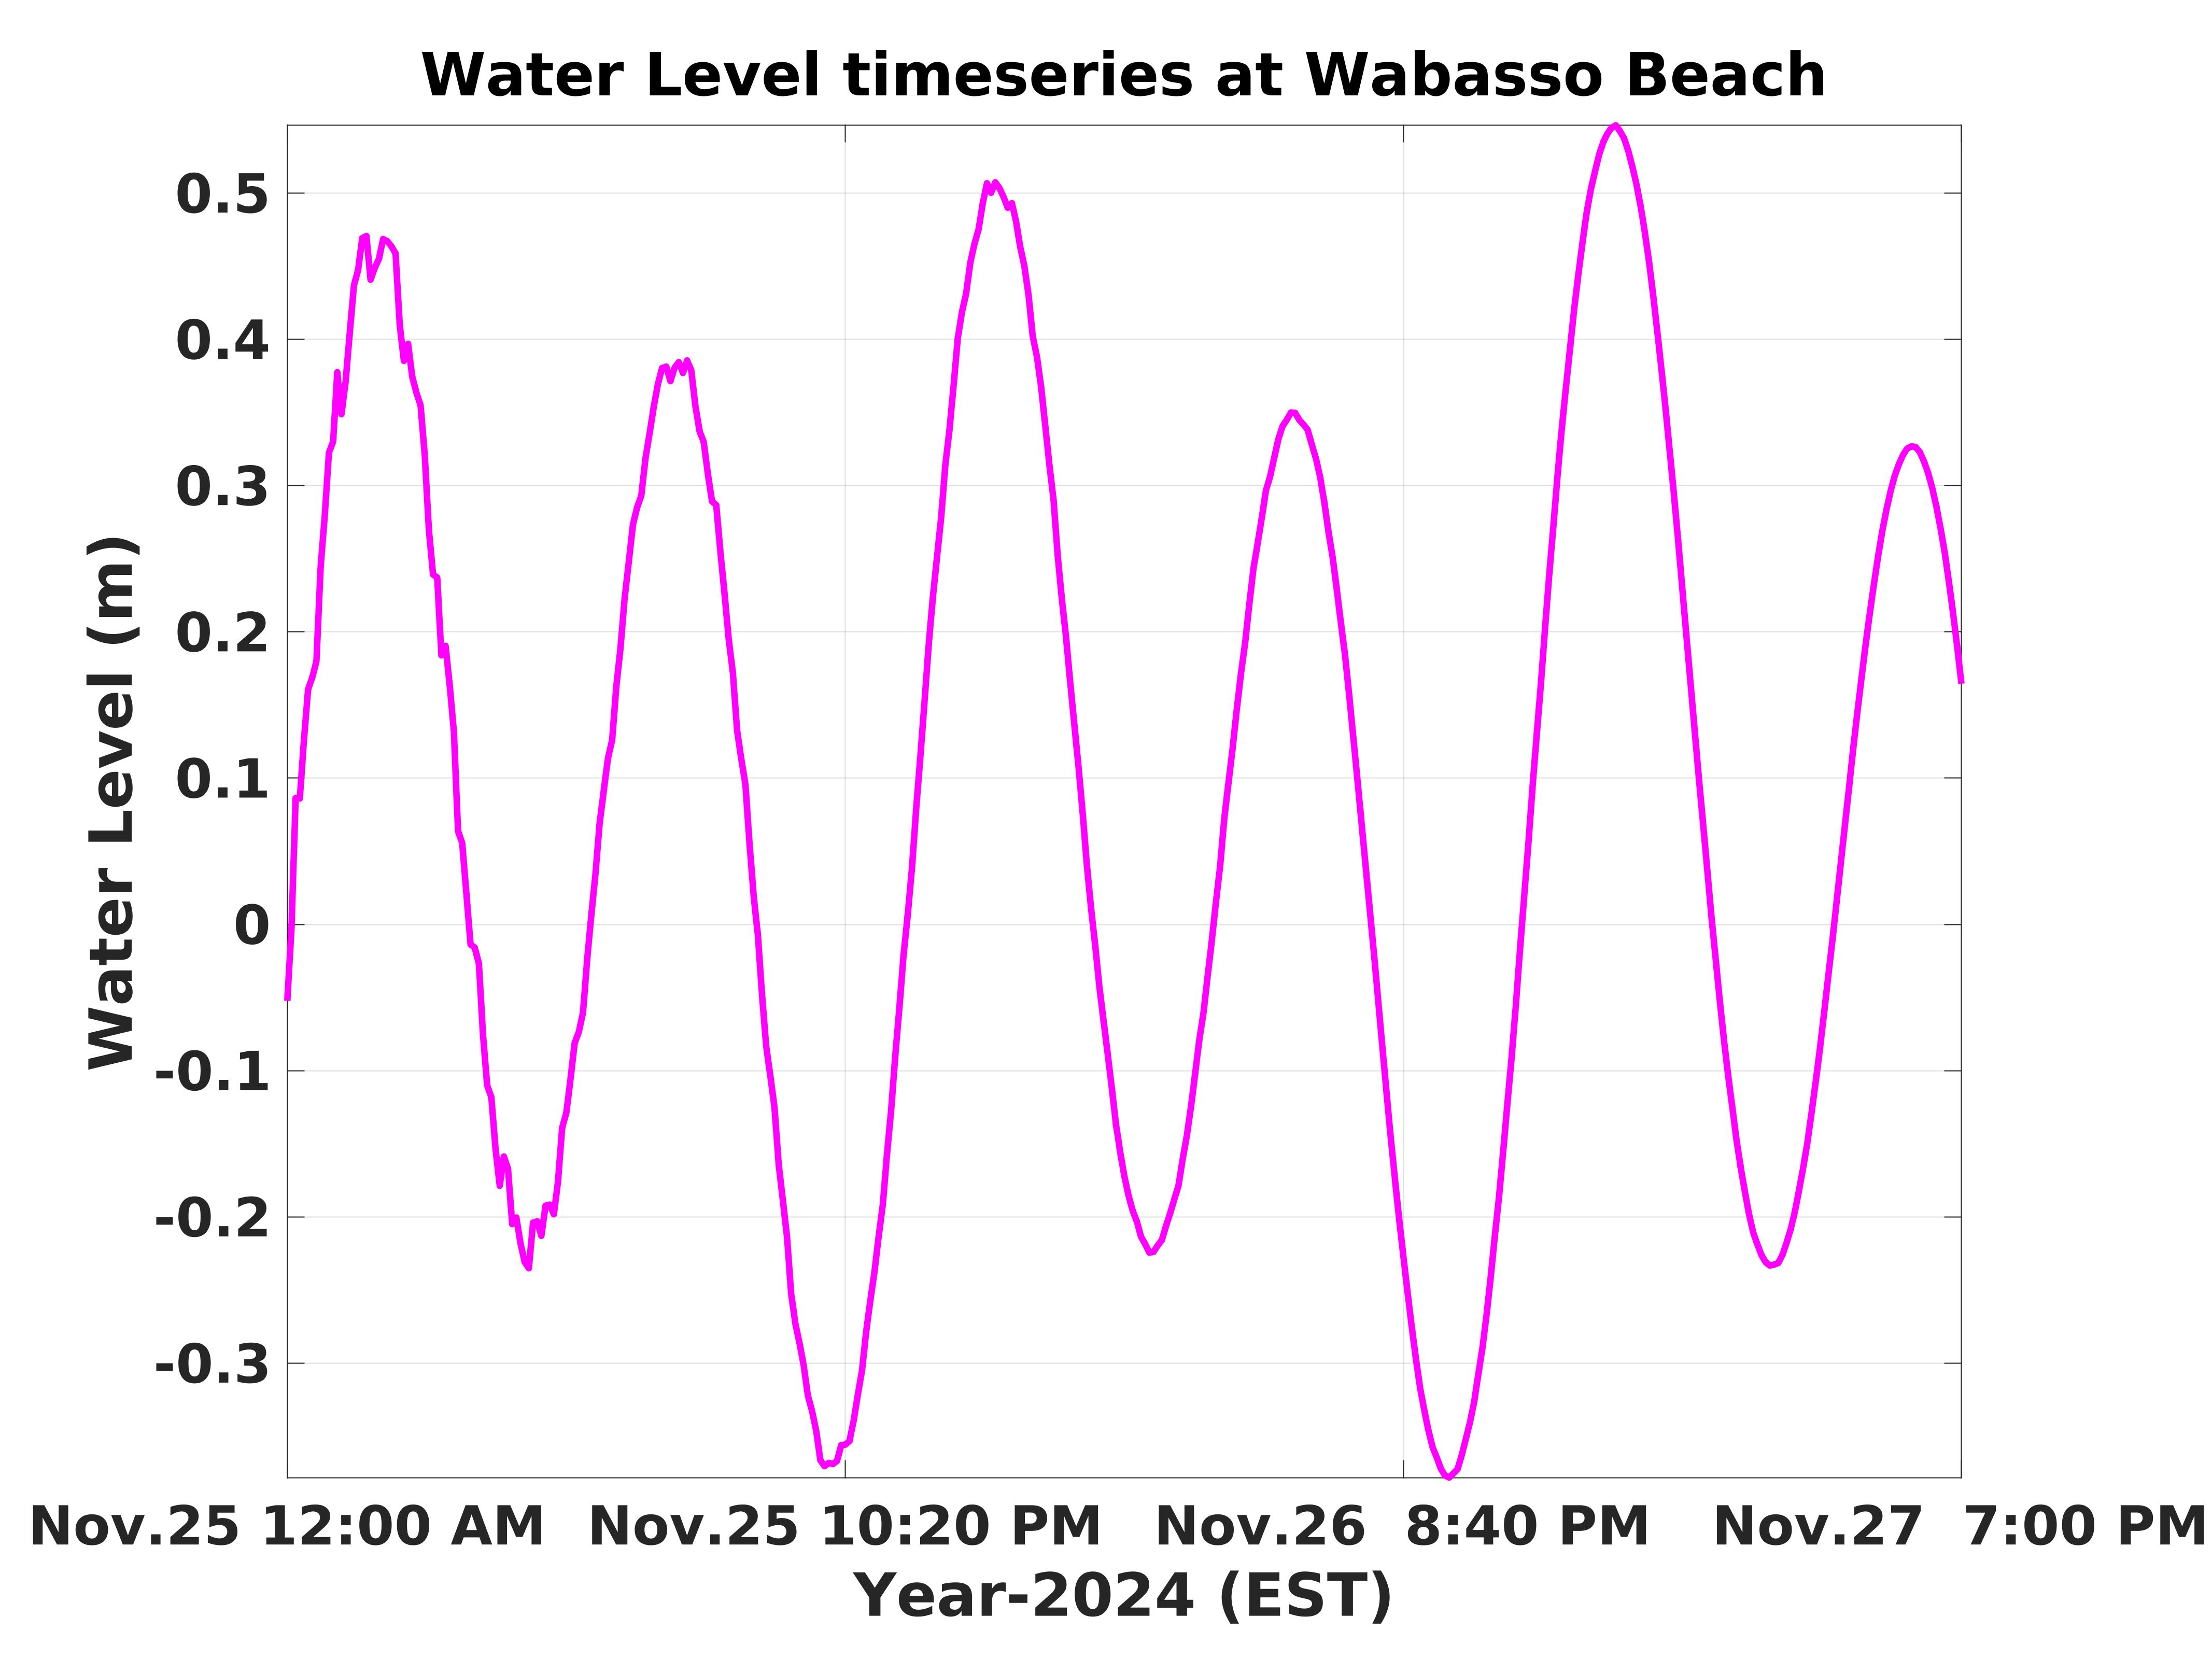 Water Level timeseries at Wabasso Beach
Water Level (m)
0.5
0.4
0.3
0.2
0.1
0
-0.1
-0.2
-0.3
Nov.25 12:00 AM Nov.25 10:20 PM Nov.26 8:40 PM Nov.27 7:00 PM
Year-2024 (EST)